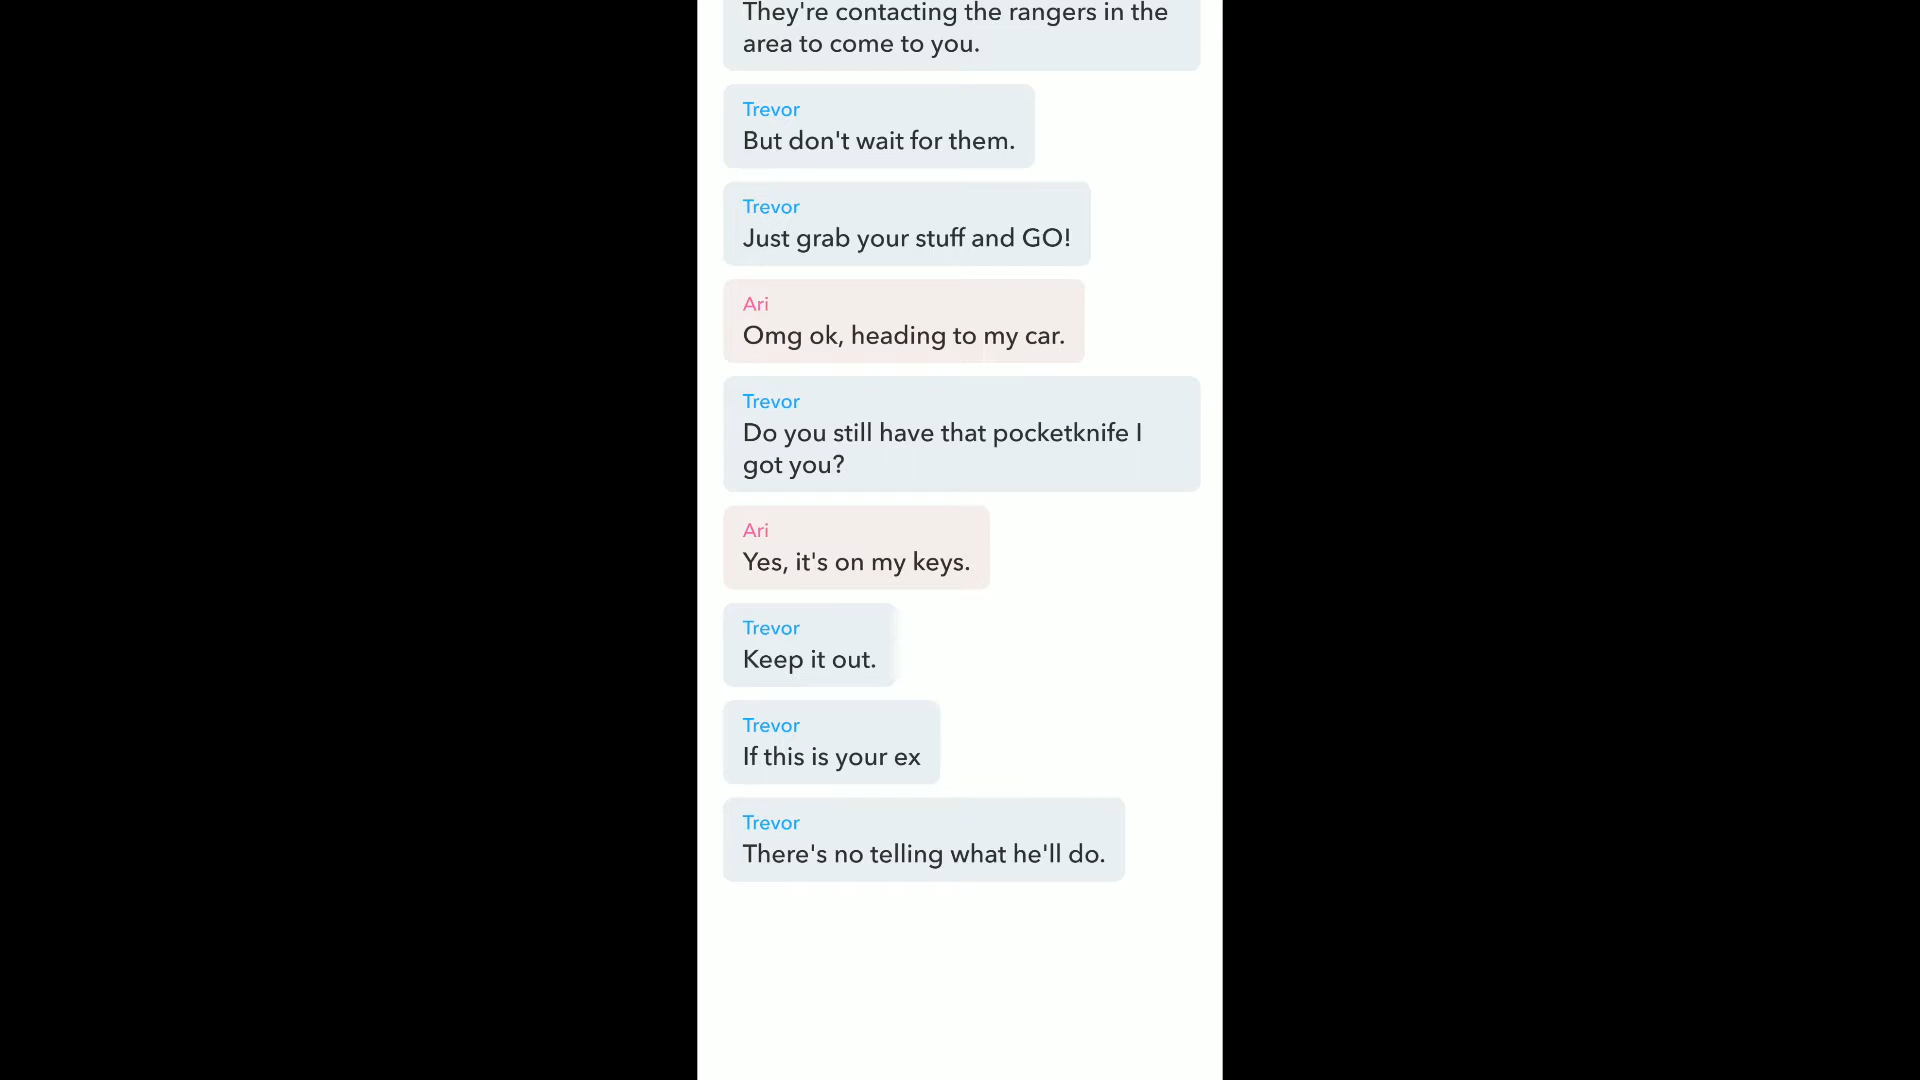 They're contacting the rangers in the
area to come to you.
Trevor
But don't wait for them.
Trevor
Just grab your stuff and GO!
Ari
Omg ok, heading to my car.
Trevor
Do you still have that pocketknife I
got you?
Ari
Yes, it's on my keys.
Trevor
Keep it out.
Trevor
If this is your ex
Trevor
There's no telling what he'll do.